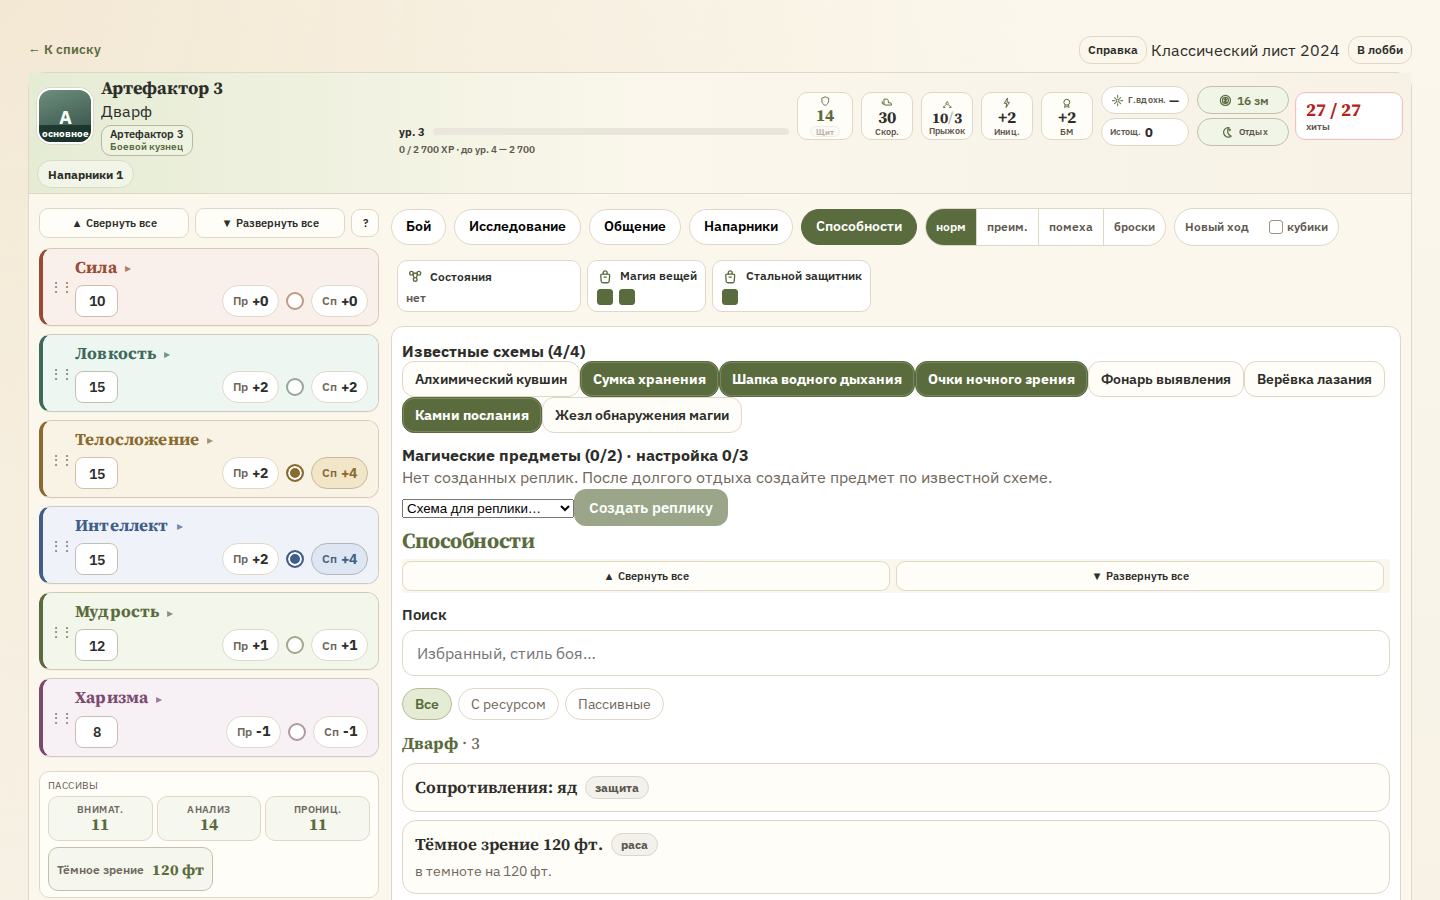 ← К списку
Справка Классический лист 2024 В лобби
А
основное
Артефактор 3
Дварф
Артефактор 3
Боевой кузнец
Напарники 1
ур. 3
0 / 2 700 XP · до ур. 4 — 2 700
14
Щит
30
Скор.
10/3
Прыжок
+2
Иниц.
+2
БМ
Г.вдохн. —
Истощ. 0
16 зм
Отдых
27 / 27
хиты
▲ Свернуть все
▼ Развернуть все
?
Сила ▸
10
Пр +0
Сп +0
Ловкость ▸
15
Пр +2
Сп +2
Телосложение ▸
15
Пр +2
Сп +4
Интеллект ▸
15
Пр +2
Сп +4
Мудрость ▸
12
Пр +1
Сп +1
Харизма ▸
8
Пр -1
Сп -1
ПАССИВЫ
ВНИМАТ.
11
АНАЛИЗ
14
ПРОНИЦ.
11
Тёмное зрение 120 фт
Бой
Исследование
Общение
Напарники
Способности
норм
преим.
помеха
броски
Новый ход
кубики
Состояния
нет
Магия вещей
Стальной защитник
Известные схемы (4/4)
Алхимический кувшин
Сумка хранения
Шапка водного дыхания
Очки ночного зрения
Фонарь выявления
Верёвка лазания
Камни послания
Жезл обнаружения магии
Магические предметы (0/2) · настройка 0/3
Нет созданных реплик. После долгого отдыха создайте предмет по известной схеме.
Схема для реплики...
Создать реплику
Способности
▲ Свернуть все
▼ Развернуть все
Поиск
Избранный, стиль боя...
Все
С ресурсом
Пассивные
Дварф · 3
Сопротивления: яд защита
Тёмное зрение 120 фт. раса
в темноте на 120 фт.